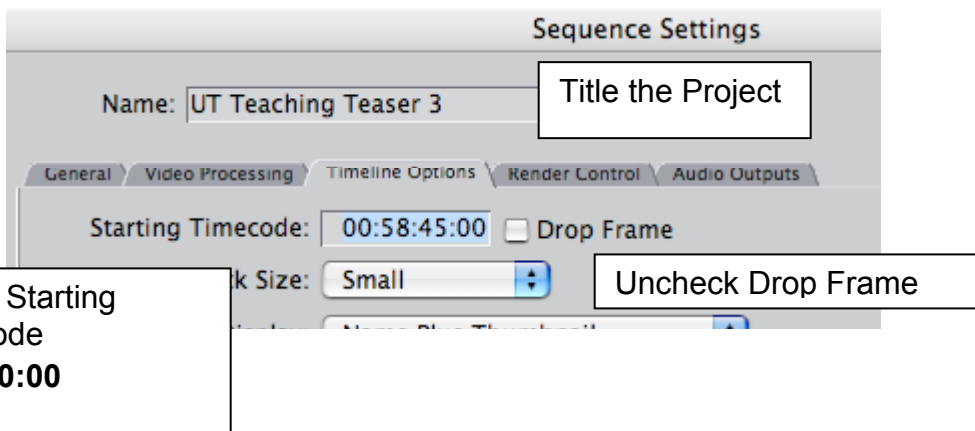 Sequence Settings
Title the Project
Name: UT Teaching Teaser 3
General Video Processing Timeline Options Render Control Audio Outputs
Starting Timecode: 00:58:45:00 Drop Frame
Size: Small
Uncheck Drop Frame
Starting
0:00